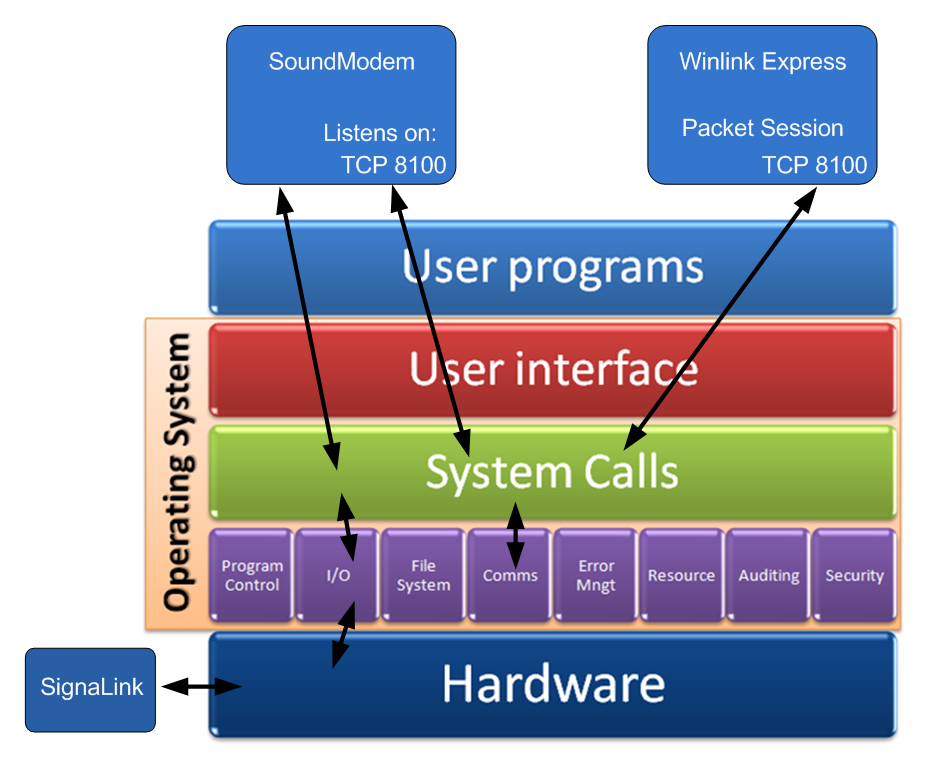 SoundModem
Listens on:
TCP 8100
Winlink Express
Packet Session
TCP 8100
User programs
Operating System
User interface
System Calls
Program
Control
I/O
File
System
Comms
Error
Mngt
Resource
Auditing
Security
SignaLink
Hardware